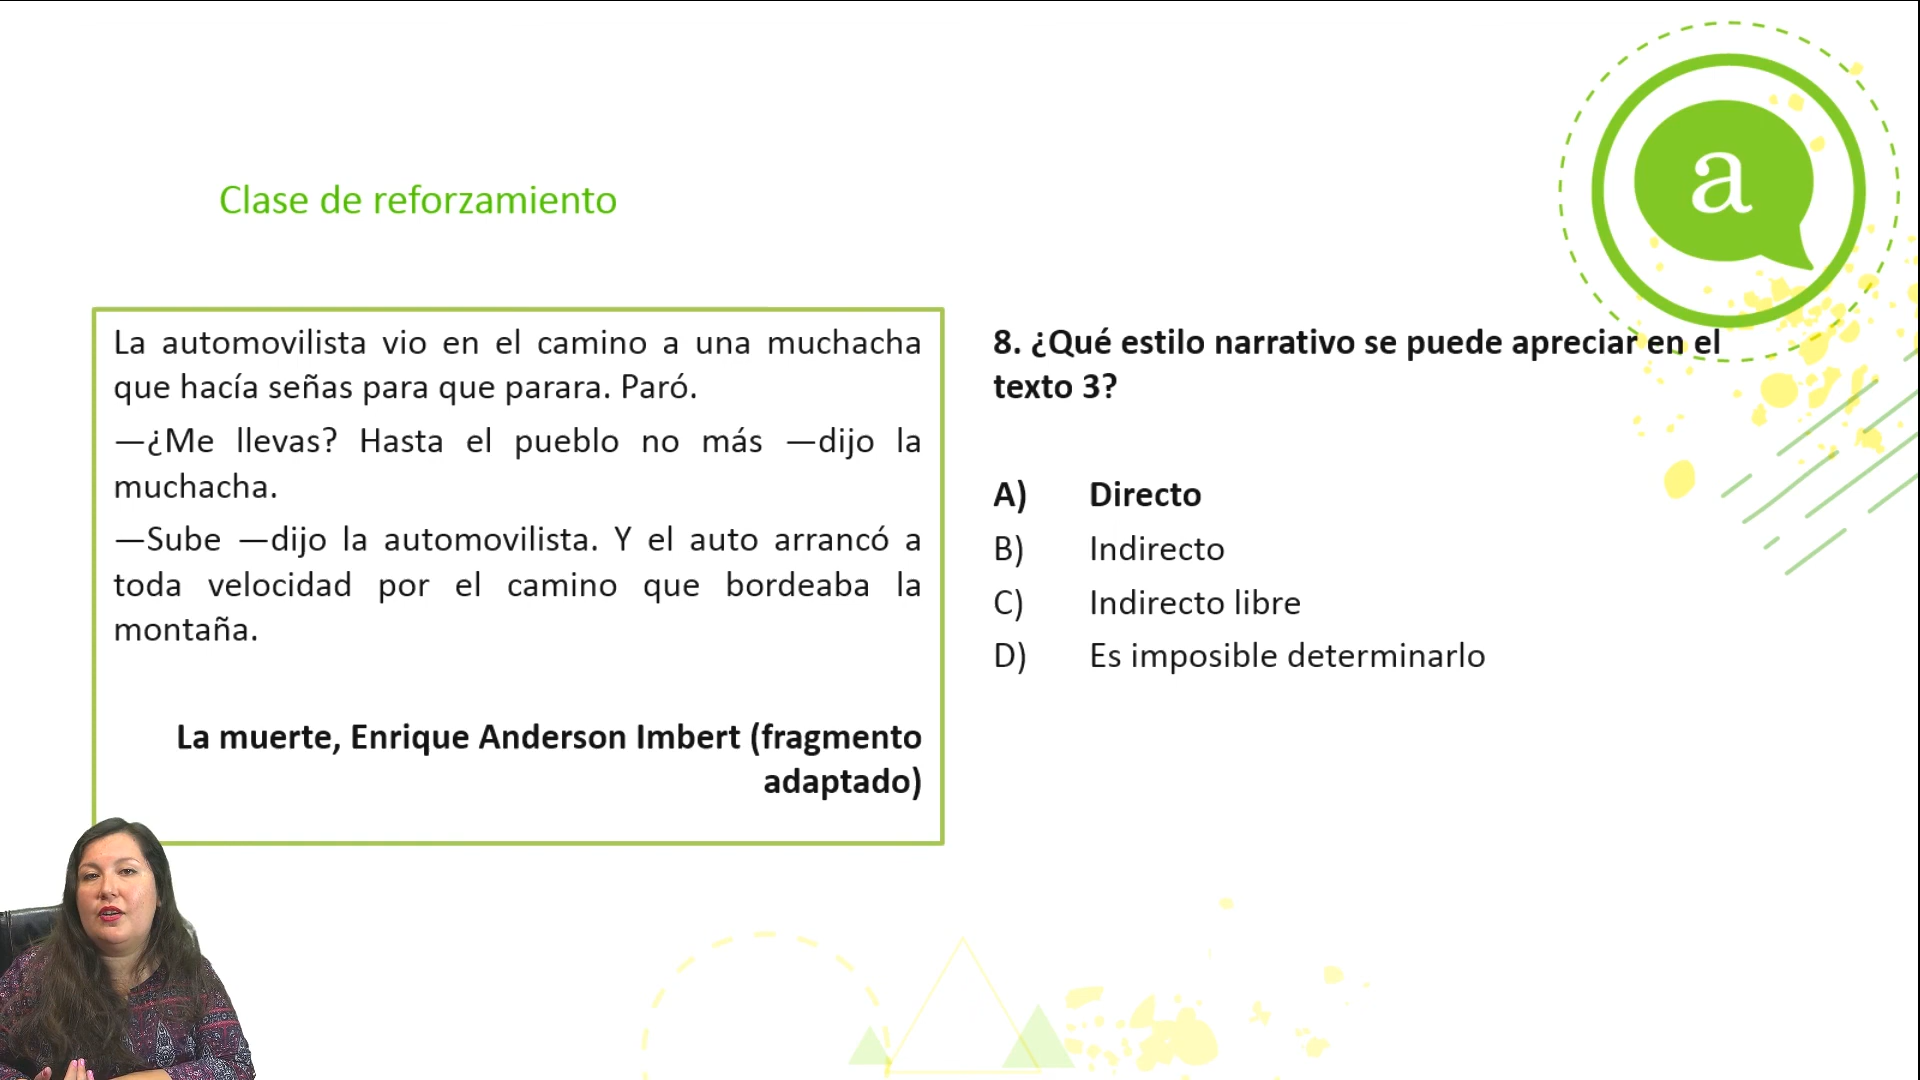 a
Clase de reforzamiento
La automovilista vio en el camino a una muchacha
que hacía señas para que parara. Paró.
—¿Me llevas? Hasta el pueblo no más —dijo la
muchacha.
—Sube —dijo la automovilista. Y el auto arrancó a
toda velocidad por el camino que bordeaba la
montaña.
La muerte, Enrique Anderson Imbert (fragmento
adaptado)
8. ¿Qué estilo narrativo se puede apreciar en el
texto 3?
A) Directo
B) Indirecto
C) Indirecto libre
D) Es imposible determinarlo